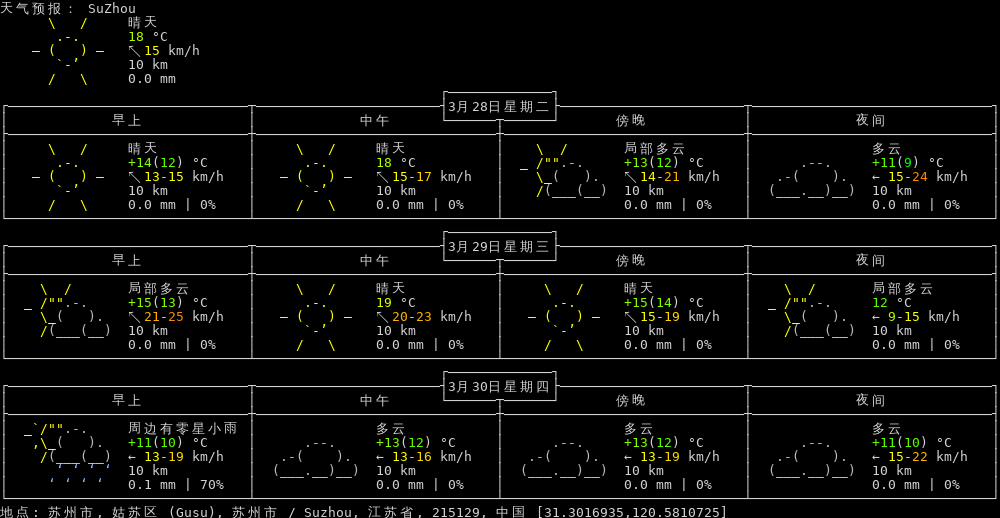 天气预报: SuZhou
晴天
18 °C
↖ 15 km/h
10 km
0.0 mm
3月28日星期二
早上 中午 傍晚 夜间
晴天 晴天 局部多云 多云
+14(12) °C 18 °C +13(12) °C +11(9) °C
↖ 13-15 km/h ↖ 15-17 km/h ↖ 14-21 km/h ← 15-24 km/h
10 km 10 km 10 km 10 km
0.0 mm | 0% 0.0 mm | 0% 0.0 mm | 0% 0.0 mm | 0%
3月29日星期三
早上 中午 傍晚 夜间
局部多云 晴天 晴天 局部多云
+15(13) °C 19 °C +15(14) °C 12 °C
↖ 21-25 km/h ↖ 20-23 km/h ↖ 15-19 km/h ← 9-15 km/h
10 km 10 km 10 km 10 km
0.0 mm | 0% 0.0 mm | 0% 0.0 mm | 0% 0.0 mm | 0%
3月30日星期四
早上 中午 傍晚 夜间
周边有零星小雨 多云 多云 多云
+11(10) °C +13(12) °C +13(12) °C +11(10) °C
← 13-19 km/h ← 13-16 km/h ← 13-19 km/h ← 15-22 km/h
10 km 10 km 10 km 10 km
0.1 mm | 70% 0.0 mm | 0% 0.0 mm | 0% 0.0 mm | 0%
地点: 苏州市, 姑苏区 (Gusu), 苏州市 / Suzhou, 江苏省, 215129, 中国 [31.3016935,120.5810725]